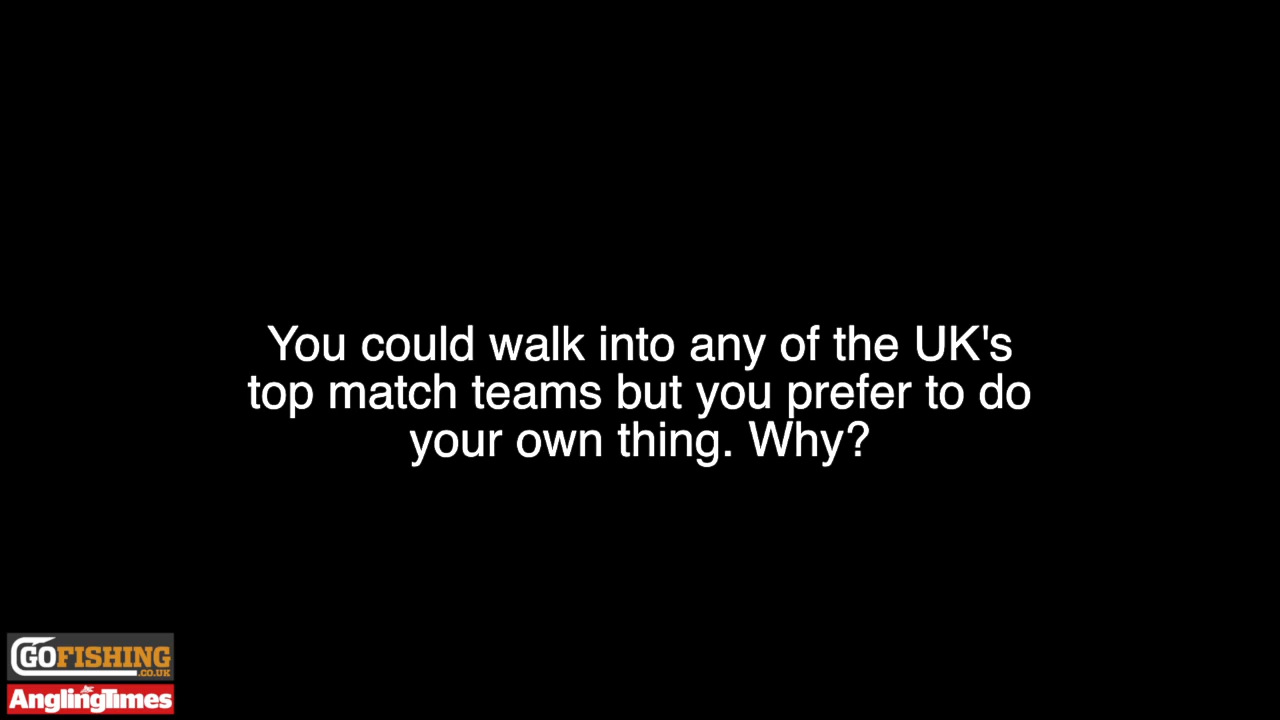 You could walk into any of the UK's
top match teams but you prefer to do
your own thing. Why?
GOFISHING
.CO.UK
AnglingTimes